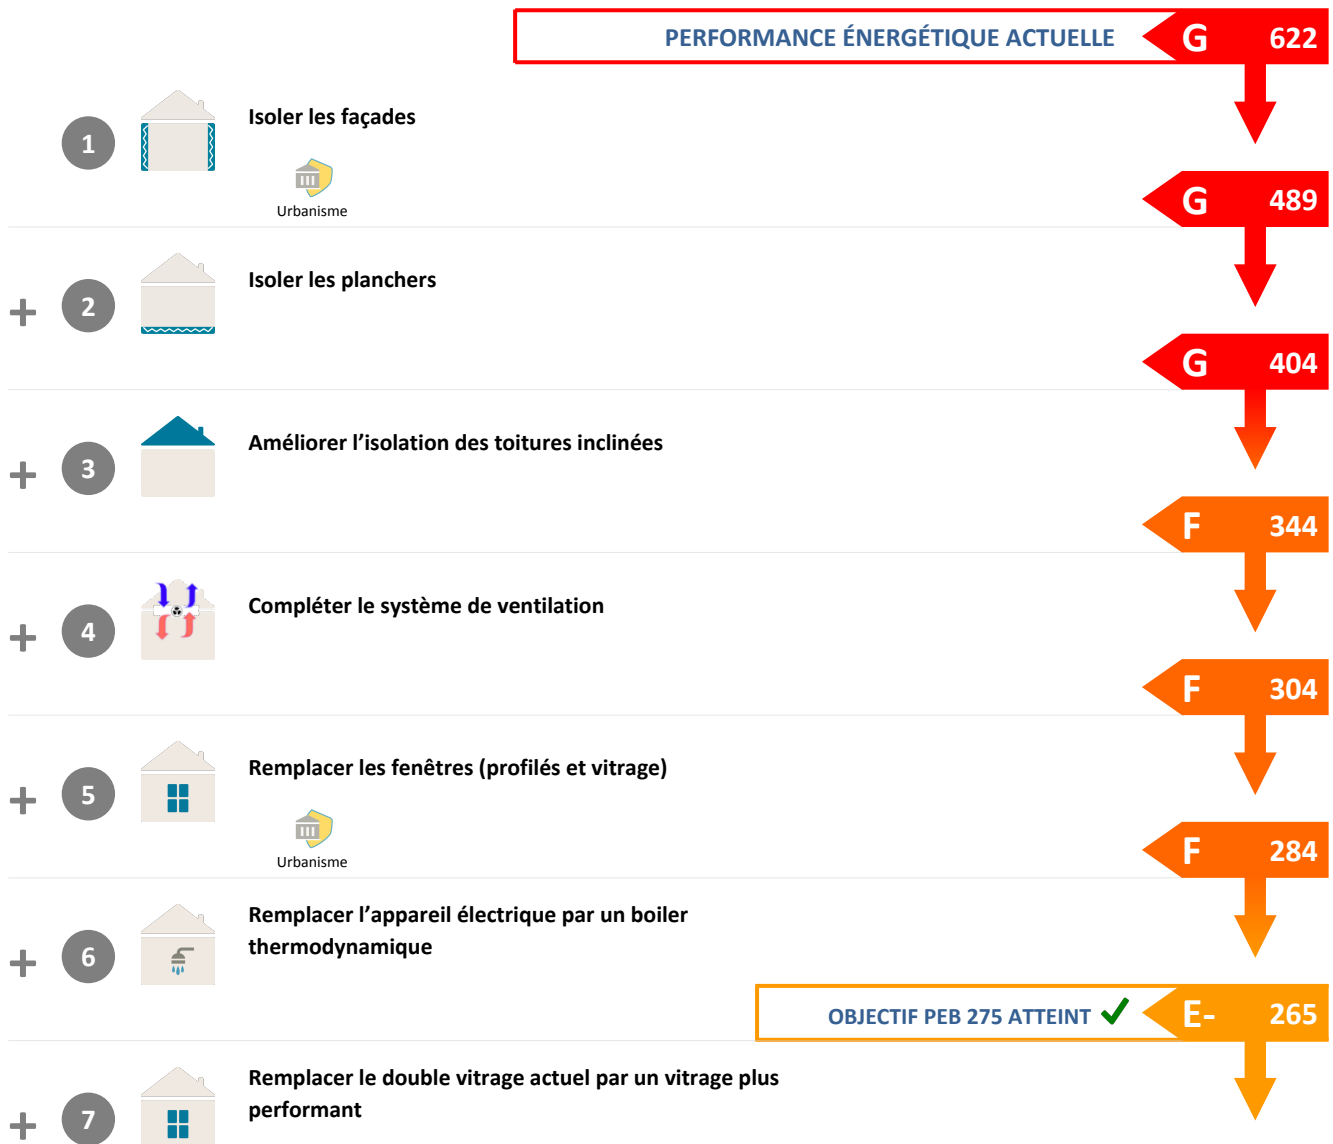 PERFORMANCE ÉNERGÉTIQUE ACTUELLE G 622
1 Isoler les façades
Urbanisme
G 489
+ 2 Isoler les planchers
G 404
+ 3 Améliorer l’isolation des toitures inclinées
F 344
+ 4 Compléter le système de ventilation
F 304
+ 5 Remplacer les fenêtres (profilés et vitrage)
Urbanisme
F 284
+ 6 Remplacer l’appareil électrique par un boiler
thermodynamique
OBJECTIF PEB 275 ATTEINT ✓ E- 265
+ 7 Remplacer le double vitrage actuel par un vitrage plus
performant